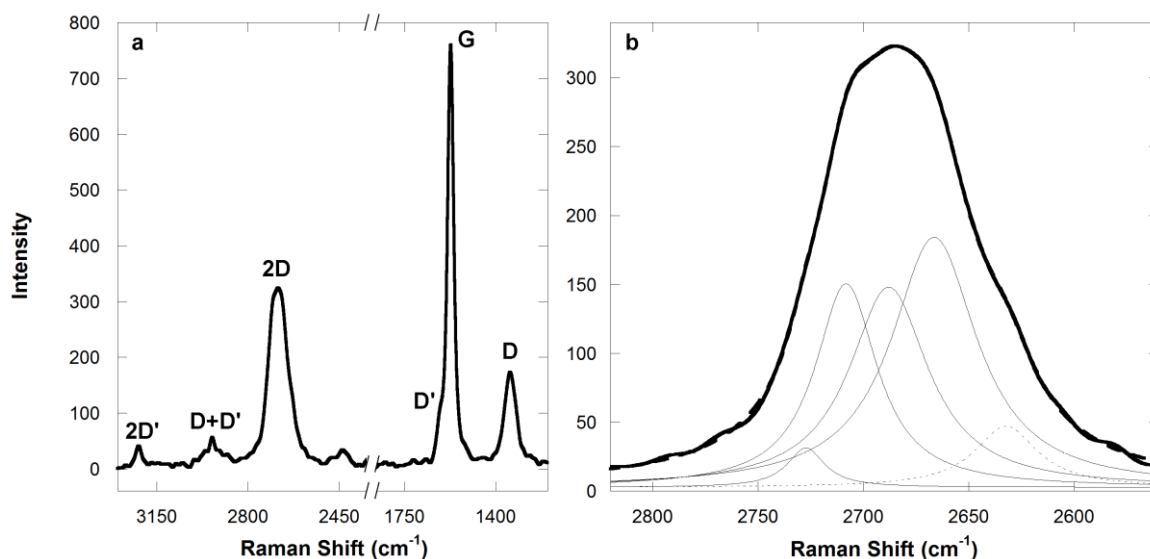 a
800
700
600
500
400
300
200
100
0
Intensity
G
2D
D
D'
D+D'
2D'
3150 2800 2450 1750 1400
Raman Shift (cm-1)
b
300
250
200
150
100
50
0
2800 2750 2700 2650 2600
Raman Shift (cm-1)